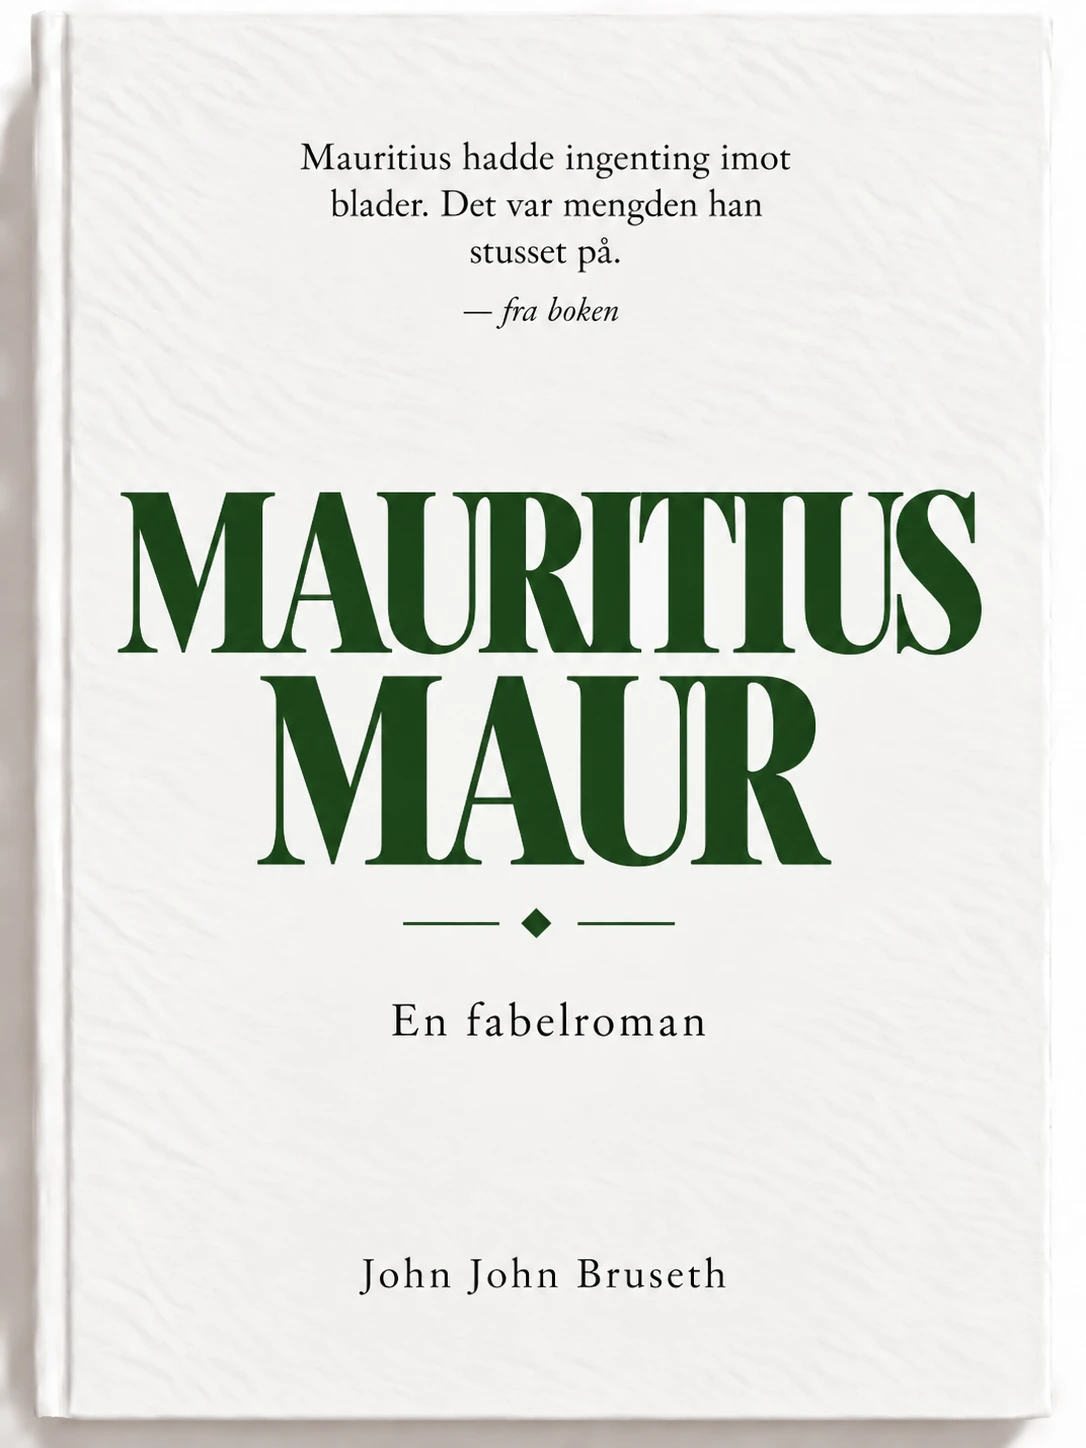 Mauritius hadde ingenting imot
blader. Det var mengden han
stusset på.
— fra boken
MAURITIUS
MAUR
En fabelroman
John John Bruseth